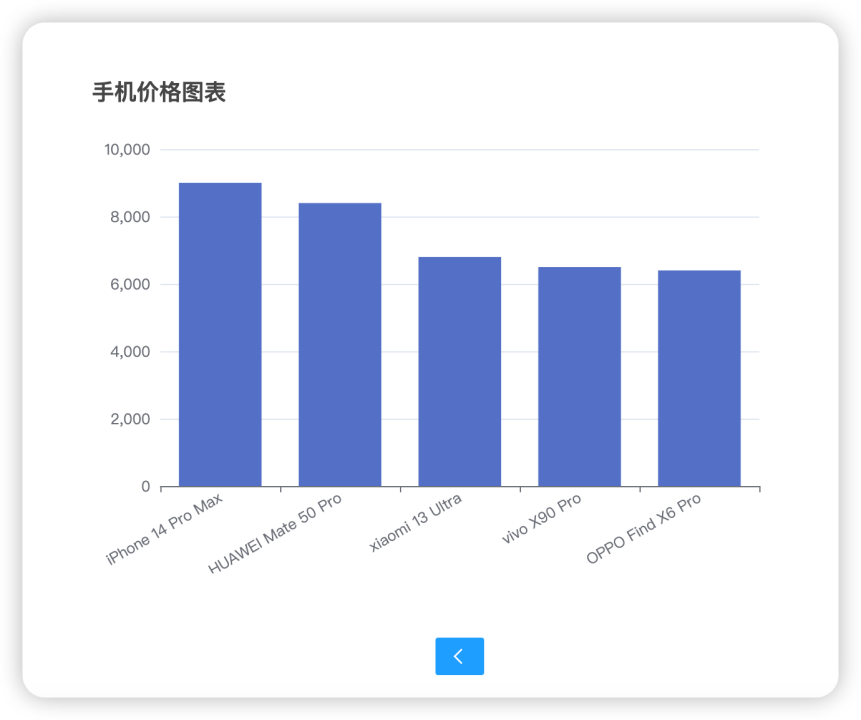 手机价格图表
10,000
8,000
6,000
4,000
2,000
0
iPhone 14 Pro Max
HUAWEI Mate 50 Pro
xiaomi 13 Ultra
vivo X90 Pro
OPPO Find X6 Pro